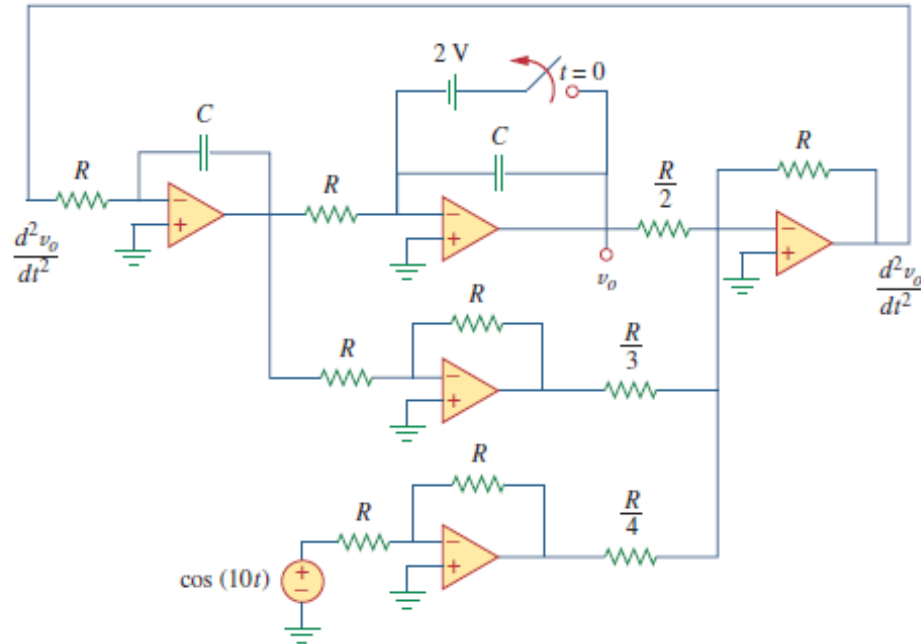 2 V
t = 0
C
C
R
R
R
R/2
d²vₒ/dt²
vₒ
d²vₒ/dt²
R
R
R/3
R
R
R/4
cos (10t)